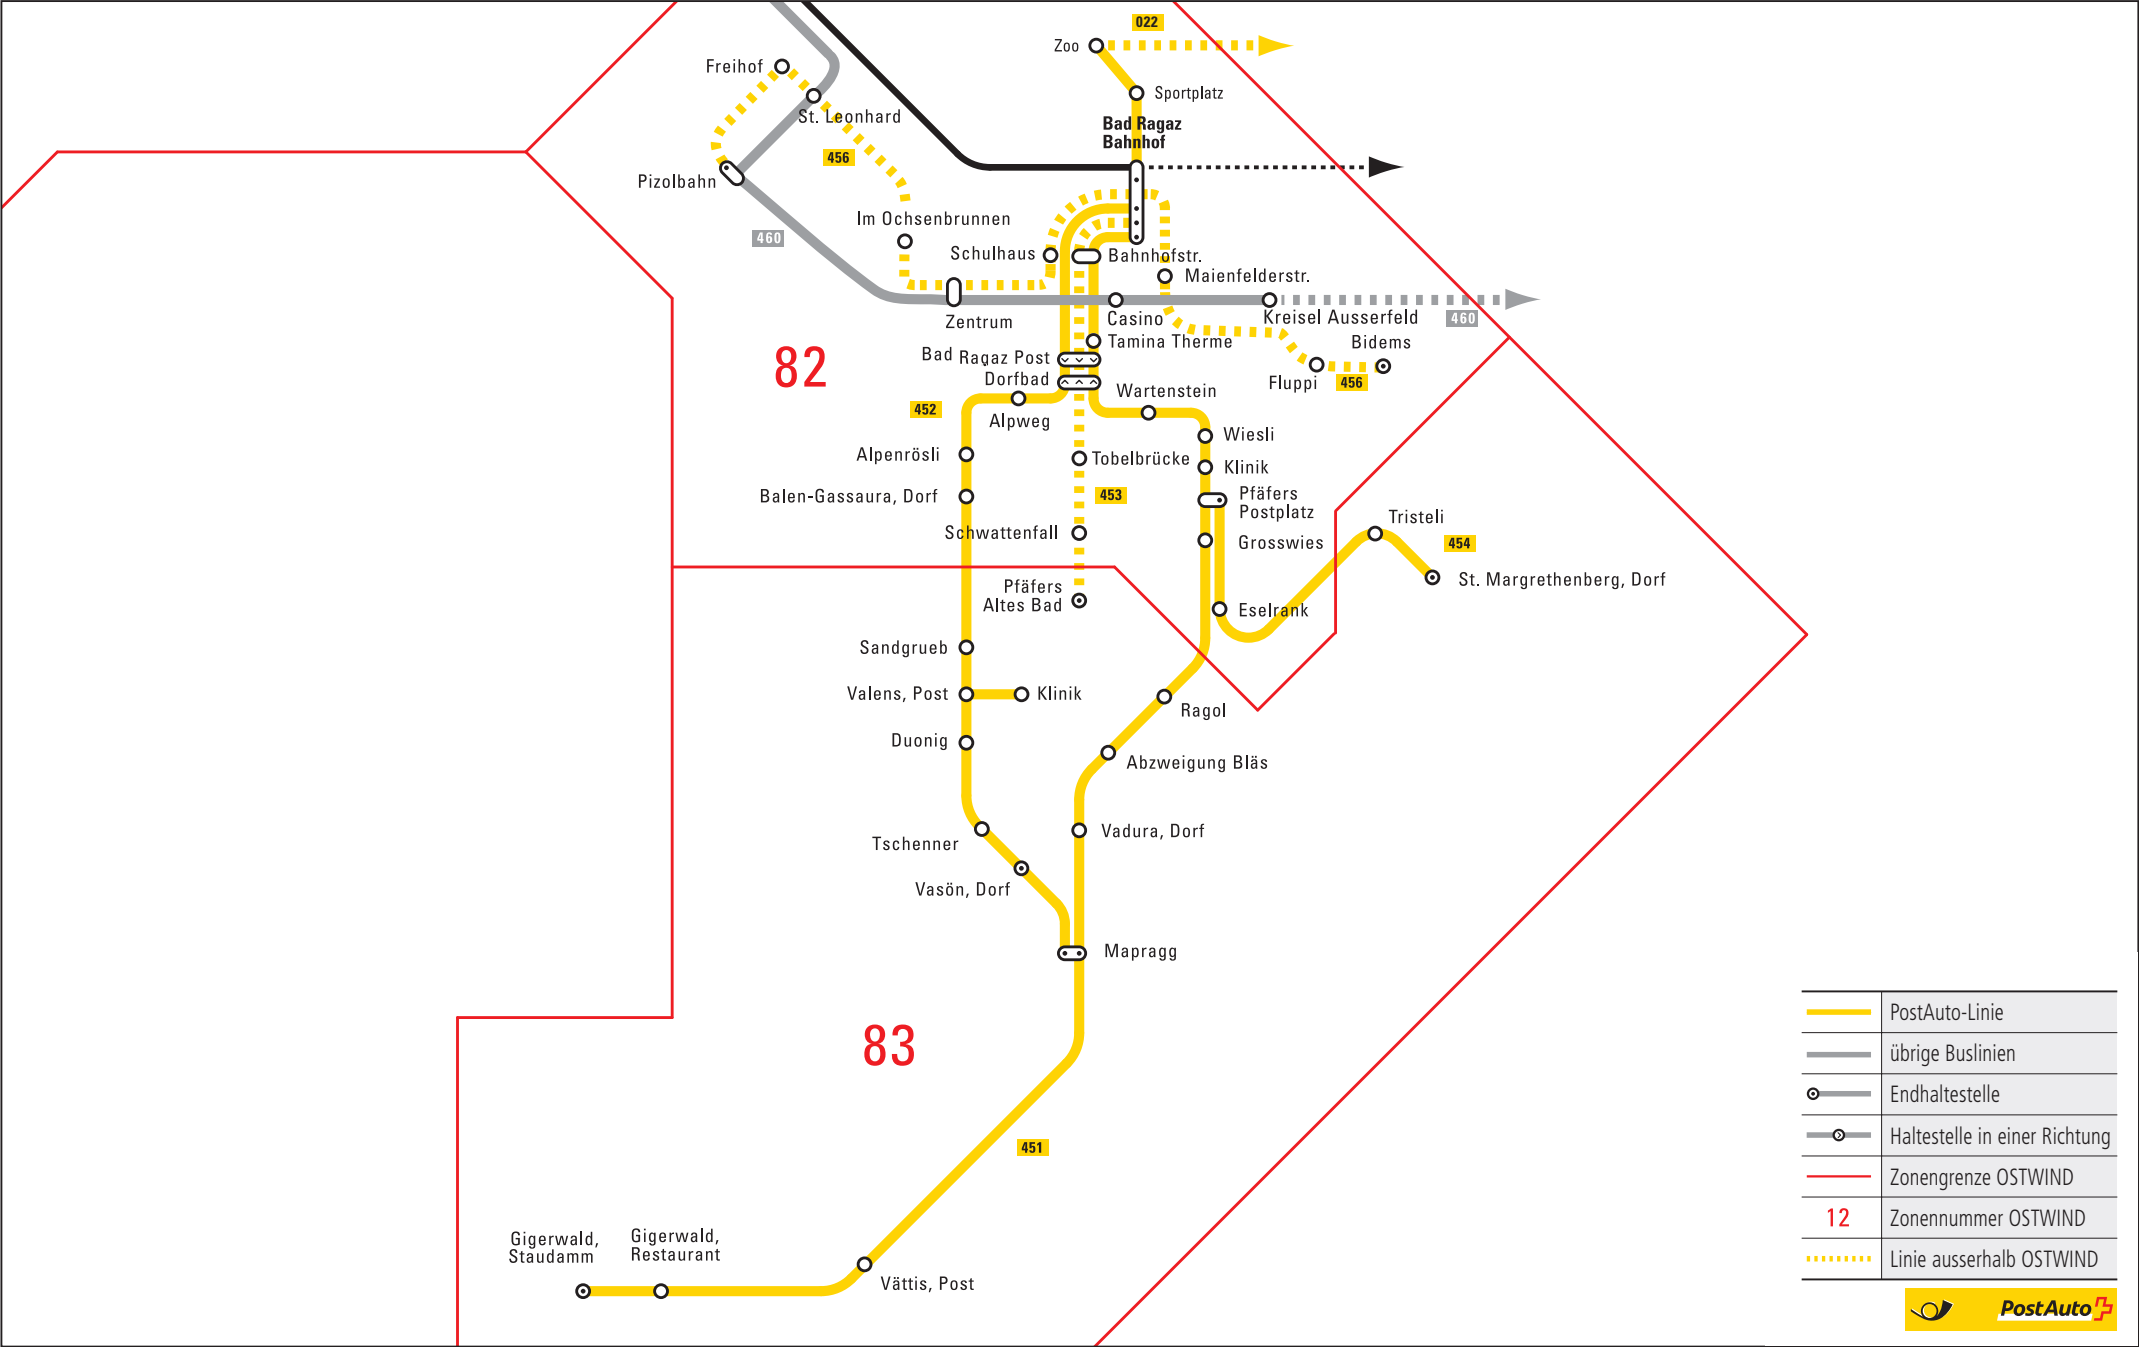 022
Zoo
Freihof
Sportplatz
St. Leonhard
Bad Ragaz
Bahnhof
456
Pizolbahn
Im Ochsenbrunnen
460
Schulhaus
Bahnhofstr.
Maienfelderstr.
Zentrum
Casino
Kreisel Ausserfeld
460
Tamina Therme
Bidems
82
Bad Ragaz Post
Dorfbad
Fluppi
456
Wartenstein
452
Alpweg
Wiesli
Alpenrösli
Tobelbrücke
Klinik
Balen-Gassaura, Dorf
453
Pfäfers
Postplatz
Tristeli
Schwattenfall
Grosswies
454
Pfäfers
Altes Bad
St. Margrethenberg, Dorf
Eselrank
Sandgrueb
Valens, Post
Klinik
Ragol
Duonig
Abzweigung Bläs
Vadura, Dorf
Tschenner
Vasön, Dorf
Mapragg
83
451
Gigerwald,
Staudamm
Gigerwald,
Restaurant
Vättis, Post
PostAuto-Linie
übrige Buslinien
Endhaltestelle
Haltestelle in einer Richtung
Zonengrenze OSTWIND
12 Zonennummer OSTWIND
Linie ausserhalb OSTWIND
PostAuto